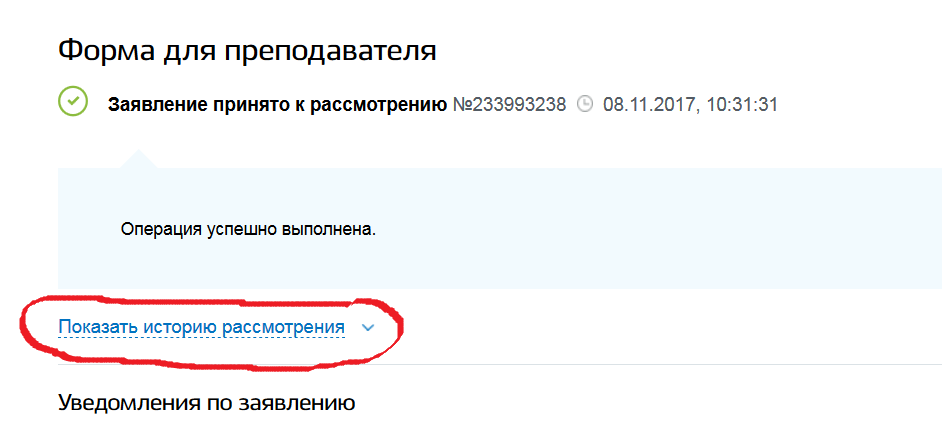 Форма для преподавателя
Заявление принято к рассмотрению №233993238 08.11.2017, 10:31:31
Операция успешно выполнена.
Показать историю рассмотрения
Уведомления по заявлению